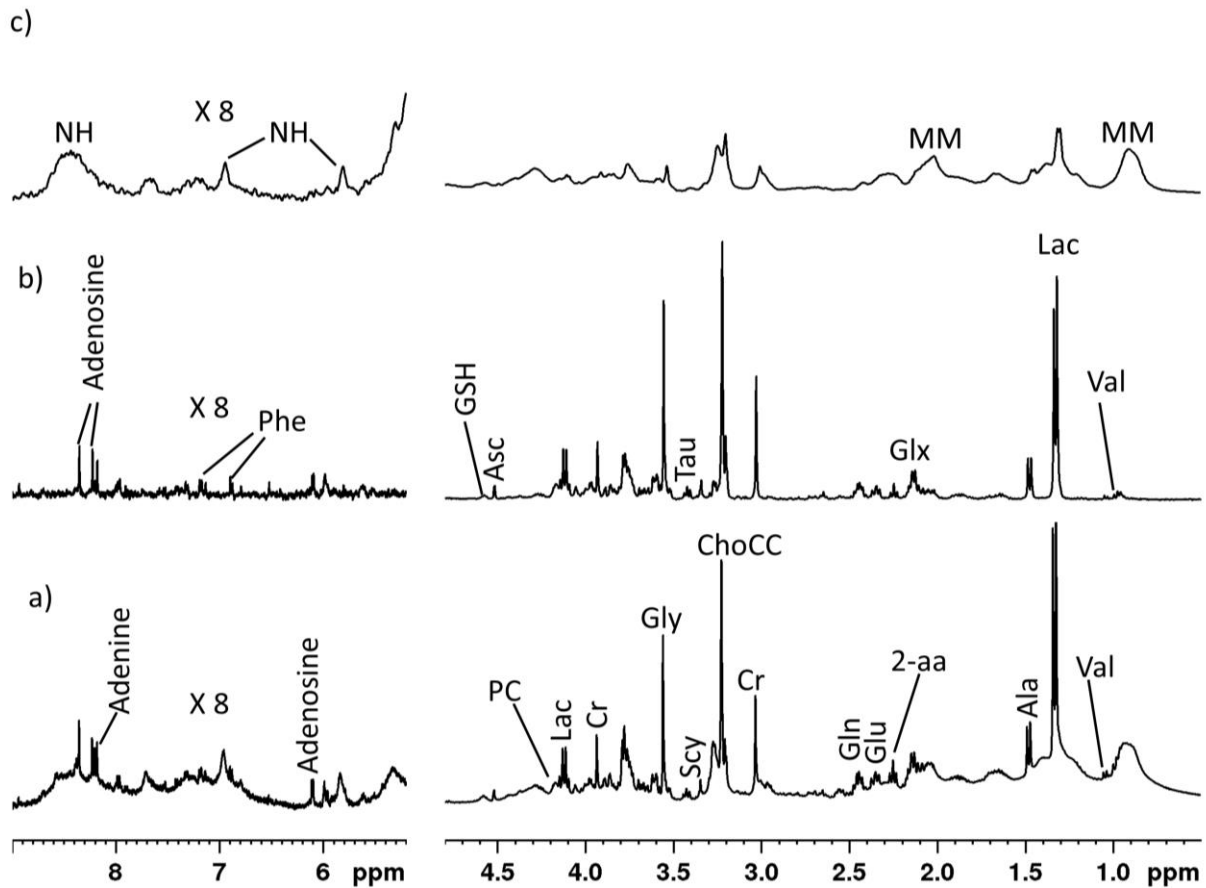 c)
NH
X 8
NH
MM
MM
b)
Adenosine
X 8
Phe
GSH
Asc
Tau
Glx
Lac
Val
a)
Adenine
X 8
Adenosine
PC
Lac
Cr
Gly
Scy
ChoCC
Cr
Gln
Glu
2-aa
Ala
Val
8 7 6 ppm
4.5 4.0 3.5 3.0 2.5 2.0 1.5 1.0 ppm